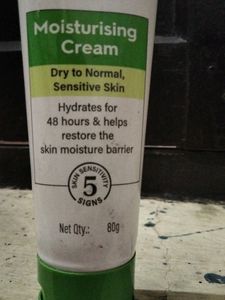 Moisturising
Cream
Dry to Normal,
Sensitive Skin
Hydrates for
48 hours & helps
restore the
skin moisture barrier
SKIN SENSITIVITY
5
SIGNS
Net Qty.: 80g